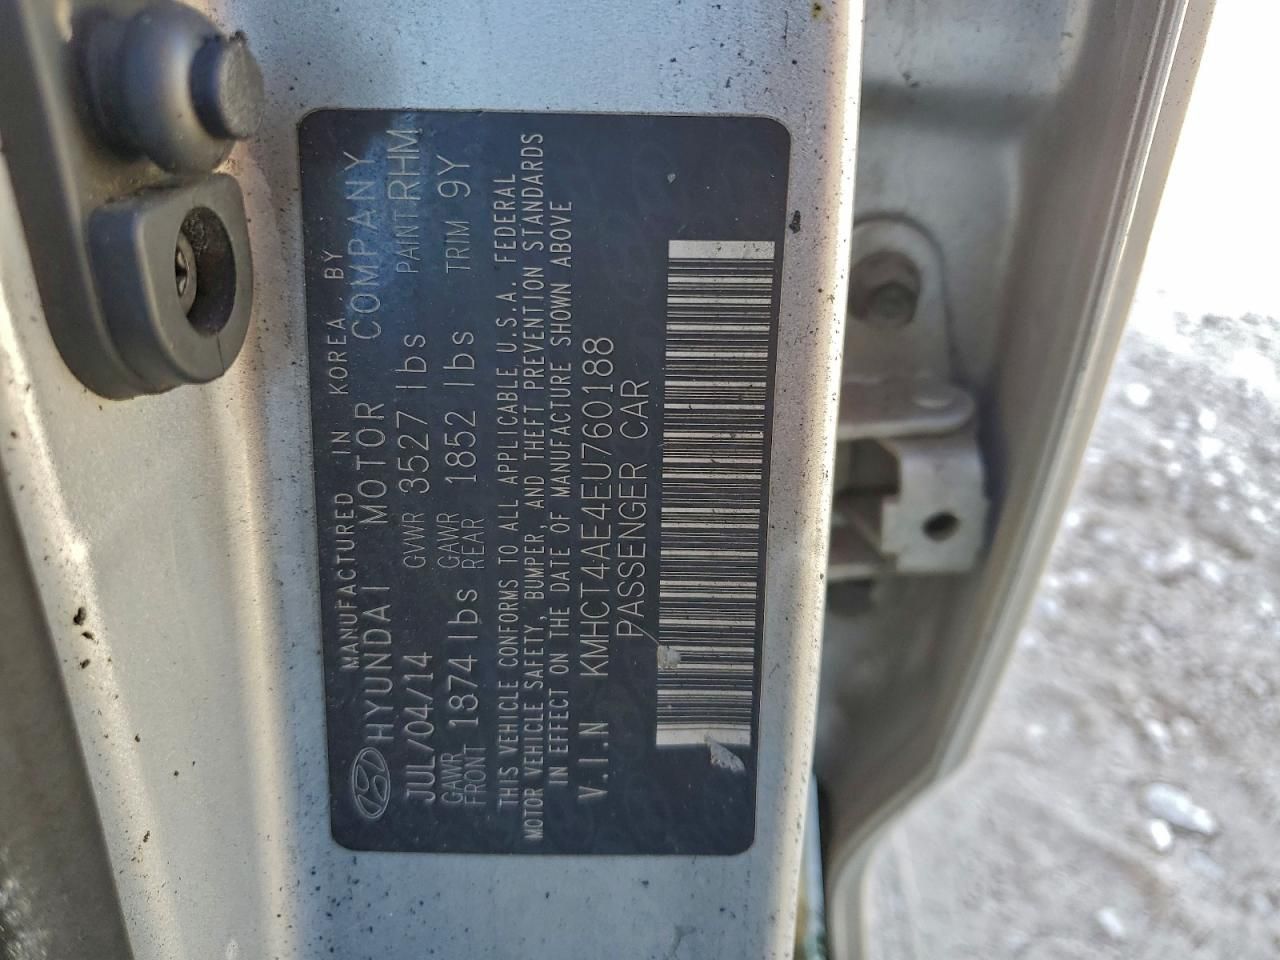 MANUFACTURED IN KOREA BY
HYUNDAI MOTOR COMPANY
JUL/04/14 GVWR 3527 lbs PAINT RHM
GAWR FRONT 1874 lbs GAWR REAR 1852 lbs TRIM 9Y
THIS VEHICLE CONFORMS TO ALL APPLICABLE U.S.A. FEDERAL
MOTOR VEHICLE SAFETY, BUMPER, AND THEFT PREVENTION STANDARDS
IN EFFECT ON THE DATE OF MANUFACTURE SHOWN ABOVE
V.I.N KMHCT4AE4EU760188
PASSENGER CAR